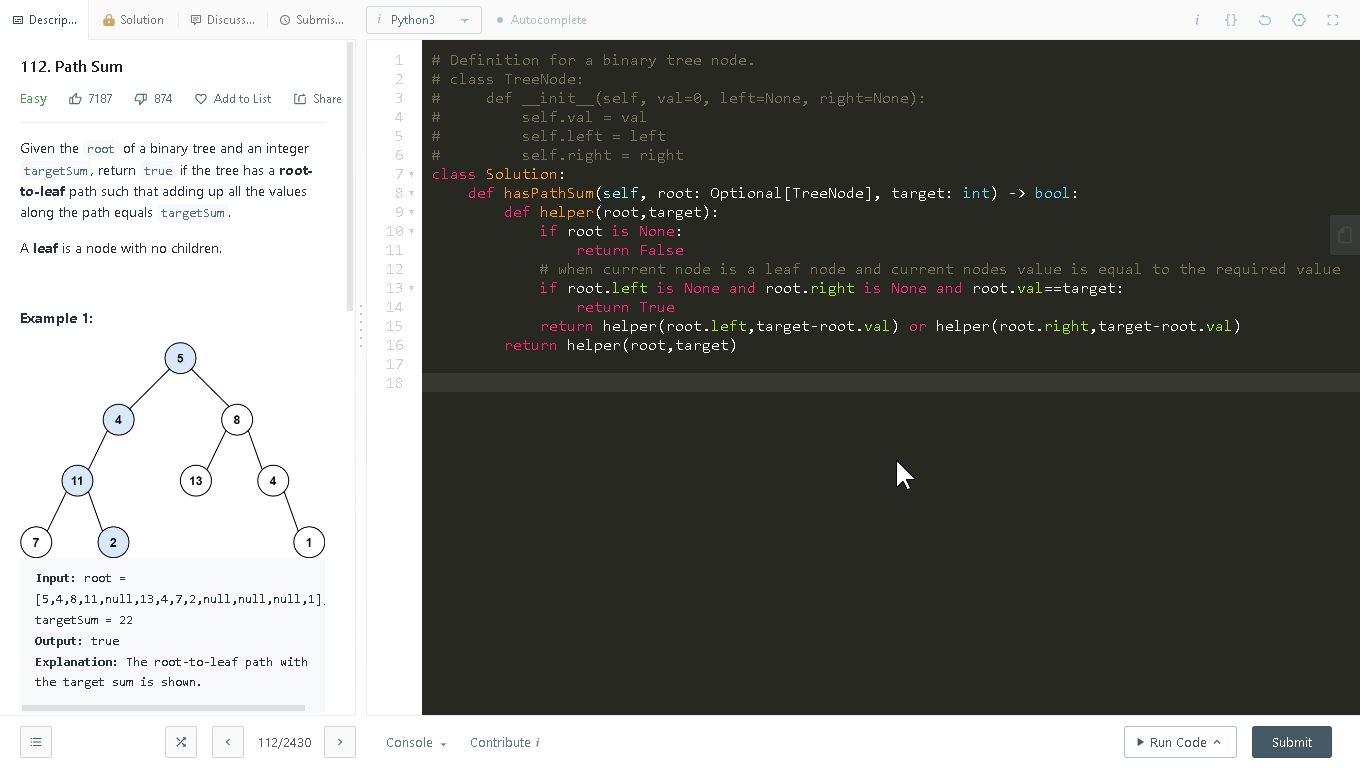 Descrip...
Solution
Discuss...
Submis...
i Python3
Autocomplete
i {}
112. Path Sum
Easy 7187 874 Add to List Share
Given the root of a binary tree and an integer
targetSum, return true if the tree has a root-
to-leaf path such that adding up all the values
along the path equals targetSum.
A leaf is a node with no children.
Example 1:
5
4 8
11 13 4
7 2 1
Input: root =
[5,4,8,11,null,13,4,7,2,null,null,null,1],
targetSum = 22
Output: true
Explanation: The root-to-leaf path with
the target sum is shown.
1 # Definition for a binary tree node.
2 # class TreeNode:
3 #     def __init__(self, val=0, left=None, right=None):
4 #         self.val = val
5 #         self.left = left
6 #         self.right = right
7 class Solution:
8     def hasPathSum(self, root: Optional[TreeNode], target: int) -> bool:
9         def helper(root,target):
10             if root is None:
11                 return False
12             # when current node is a leaf node and current nodes value is equal to the required value
13             if root.left is None and root.right is None and root.val==target:
14                 return True
15             return helper(root.left,target-root.val) or helper(root.right,target-root.val)
16         return helper(root,target)
17
18
112/2430
Console
Contribute i
Run Code
Submit